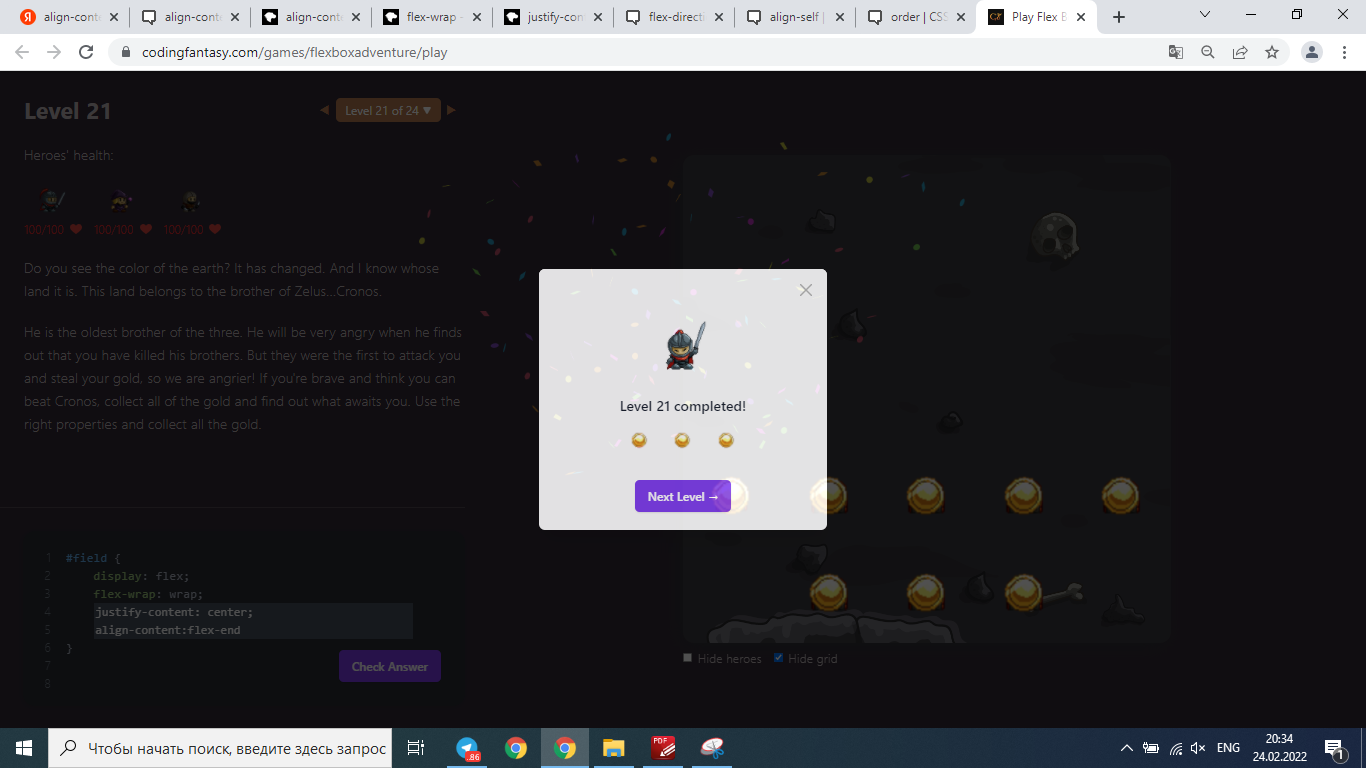 align-conte
align-conte
align-conte
flex-wrap -
justify-con
flex-directi
align-self |
order | CSS
Play Flex B
codingfantasy.com/games/flexboxadventure/play
Level 21
Level 21 of 24 ▼
Heroes' health:
100/100
100/100
100/100
Do you see the color of the earth? It has changed. And I know whose
land it is. This land belongs to the brother of Zelus...Cronos.
He is the oldest brother of the three. He will be very angry when he finds
out that you have killed his brothers. But they were the first to attack you
and steal your gold, so we are angrier! If you're brave and think you can
beat Cronos, collect all of the gold and find out what awaits you. Use the
right properties and collect all the gold.
Level 21 completed!
Next Level →
1 #field {
2 display: flex;
3 flex-wrap: wrap;
4 justify-content: center;
5 align-content:flex-end
6 }
7
8
Check Answer
Hide heroes
Hide grid
Чтобы начать поиск, введите здесь запрос
.86
PDF
ENG
20:34
24.02.2022
1